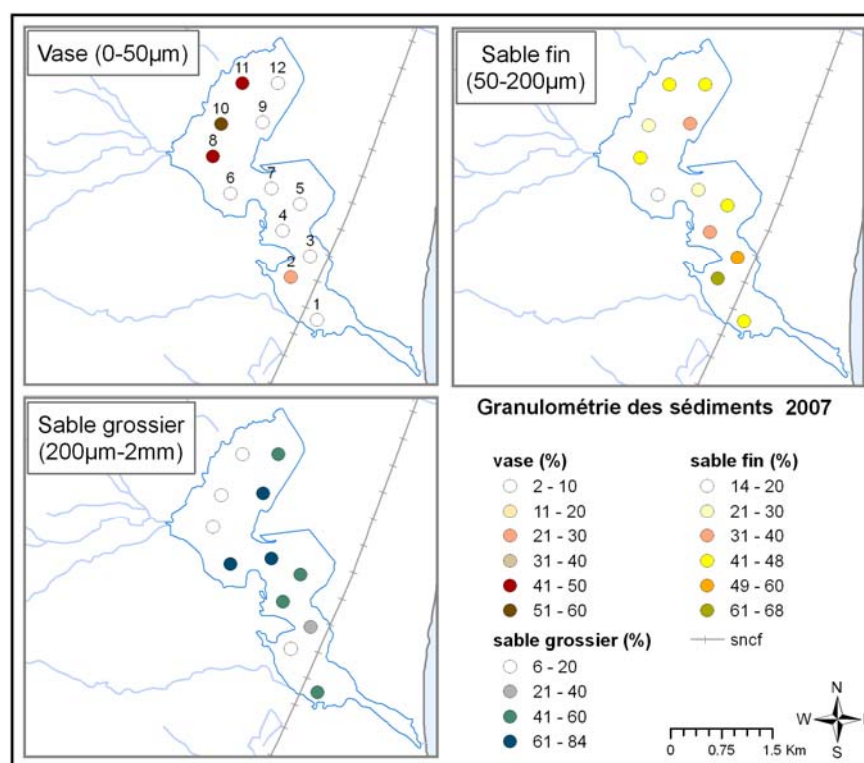 Vase (0-50µm)
11
12
10
9
8
7
6
5
4
3
2
1
Sable fin
(50-200µm)
Sable grossier
(200µm-2mm)
Granulométrie des sédiments 2007
vase (%)
2 - 10
11 - 20
21 - 30
31 - 40
41 - 50
51 - 60
sable fin (%)
14 - 20
21 - 30
31 - 40
41 - 48
49 - 60
61 - 68
sncf
sable grossier (%)
6 - 20
21 - 40
41 - 60
61 - 84
N
W
S
0 0.75 1.5 Km